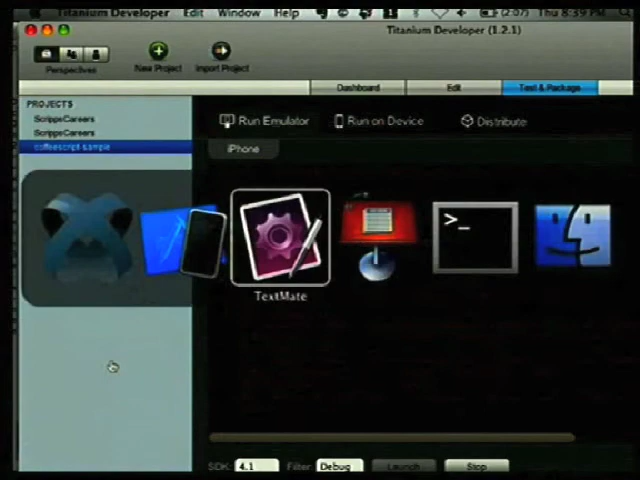 Titanium Developer Edit Window Help (2:07) Thu 8:39 PM
Titanium Developer (1.2.1)
Perspectives New Project Import Project
Dashboard Edit Test & Package
PROJECTS
ScrippsCareers
ScrippsCareers
coffeescript-sample
Run Emulator Run on Device Distribute
iPhone
>_
TextMate
SDK: 4.1 Filter: Debug Launch Stop